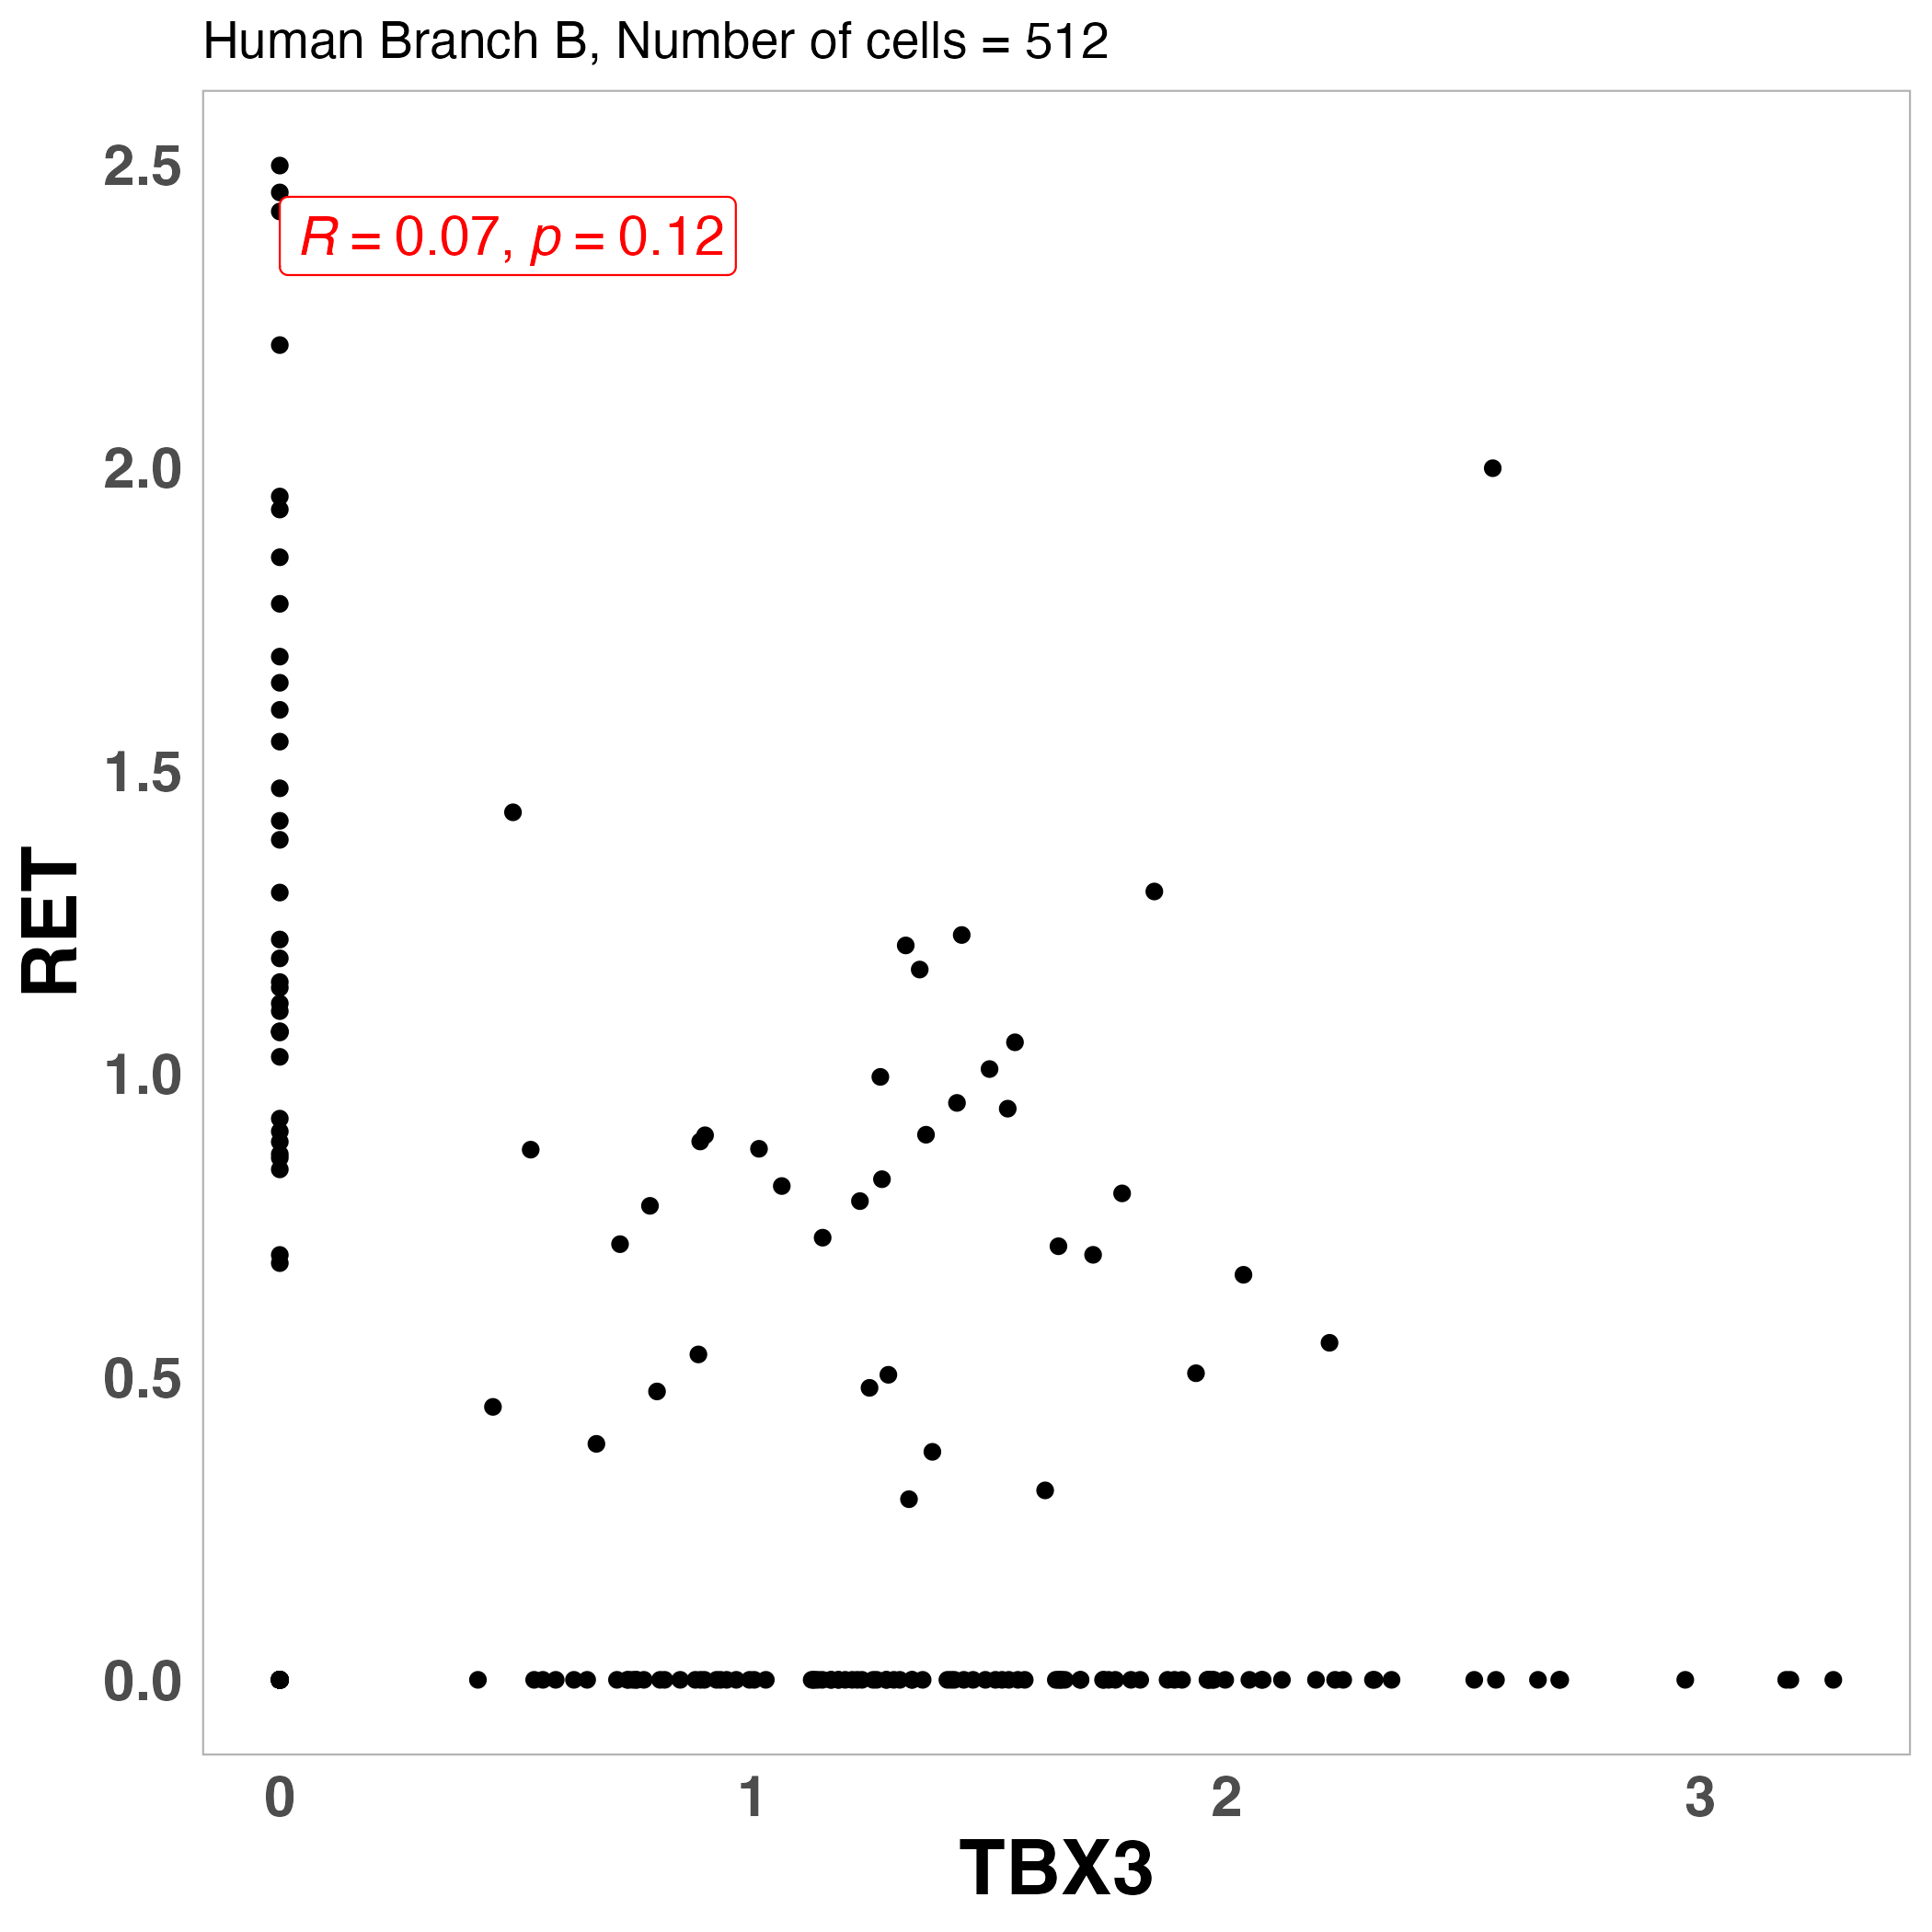 Human Branch B, Number of cells = 512
2.5
R = 0.07, p = 0.12
2.0
1.5
RET
1.0
0.5
0.0
0 1 2 3
TBX3